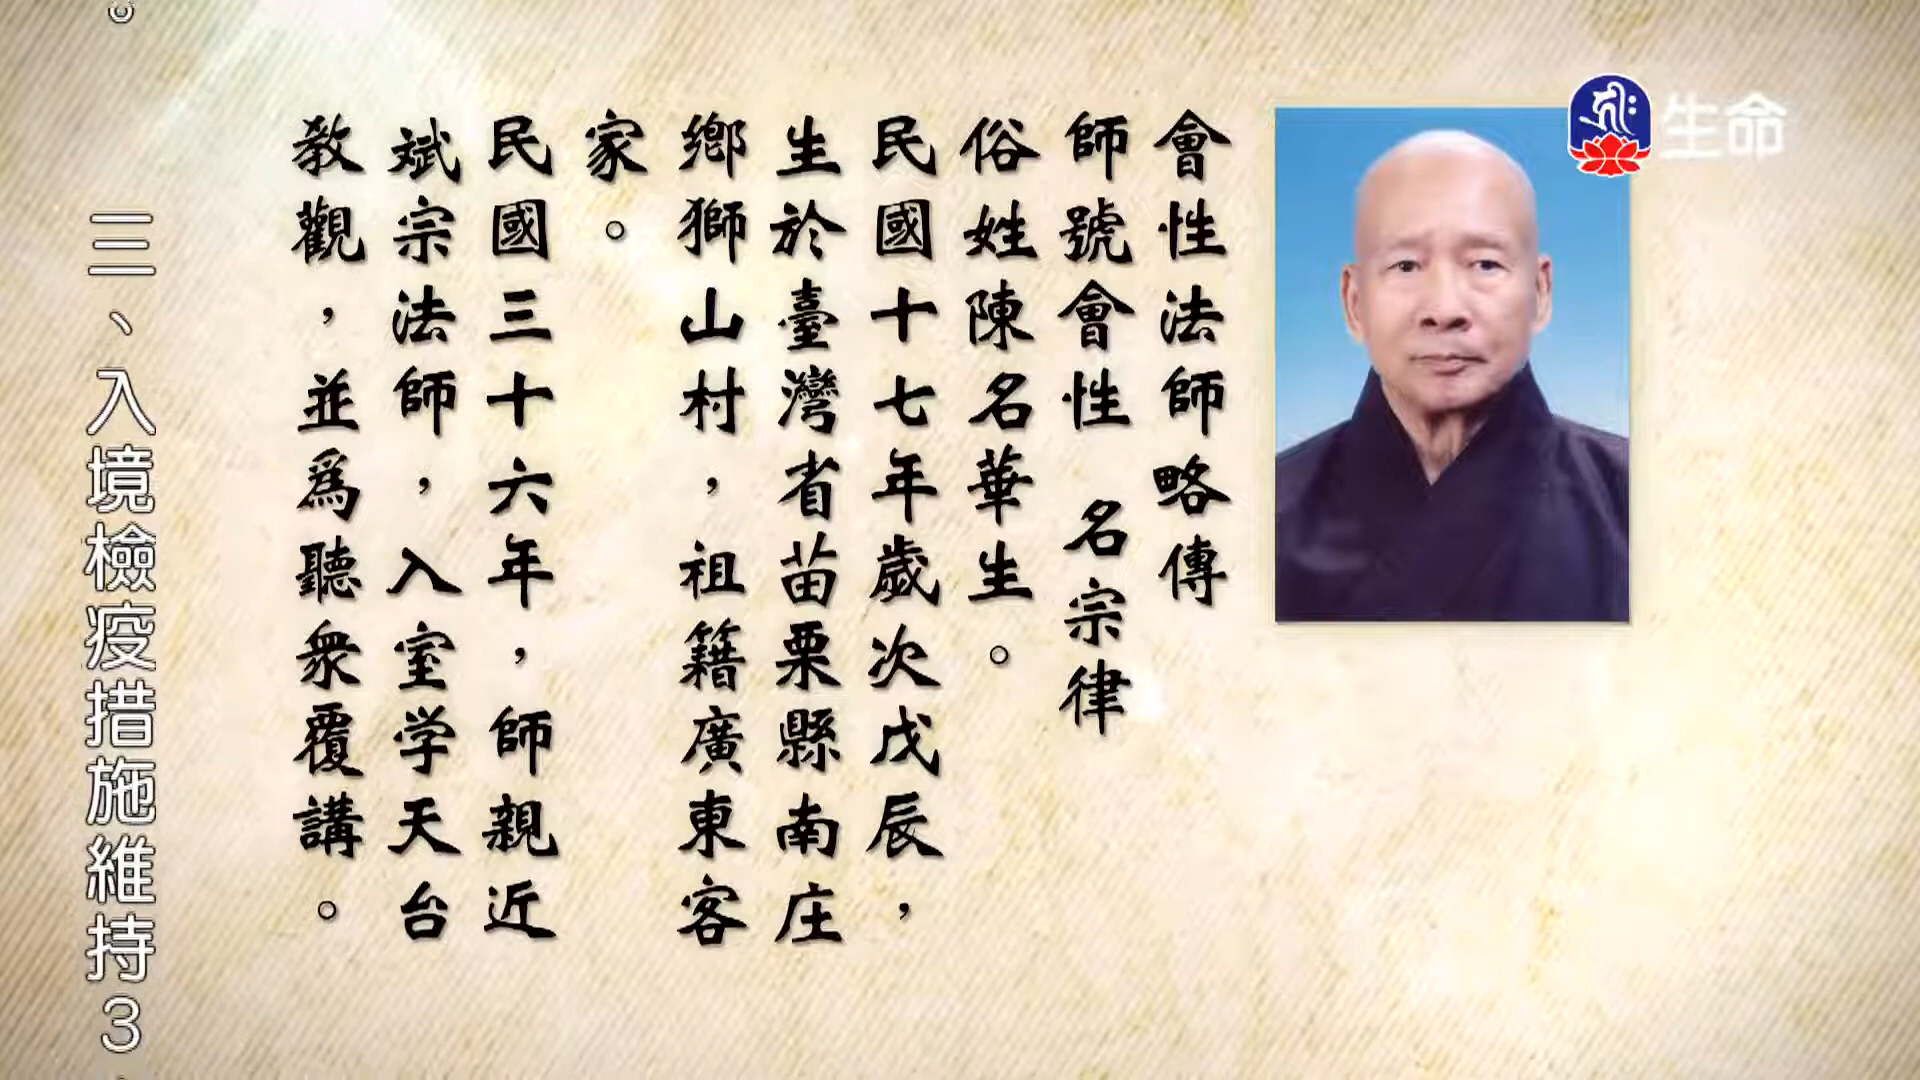 會性法師略傳
師號會性 名宗律
俗姓陳名華生。
民國十七年歲次戊辰，
生於臺灣省苗栗縣南庄
鄉獅山村，祖籍廣東客
家。
民國三十六年，師親近
斌宗法師，入室学天台
教觀，並爲聽衆覆講。
生命
三、入境檢疫措施維持3